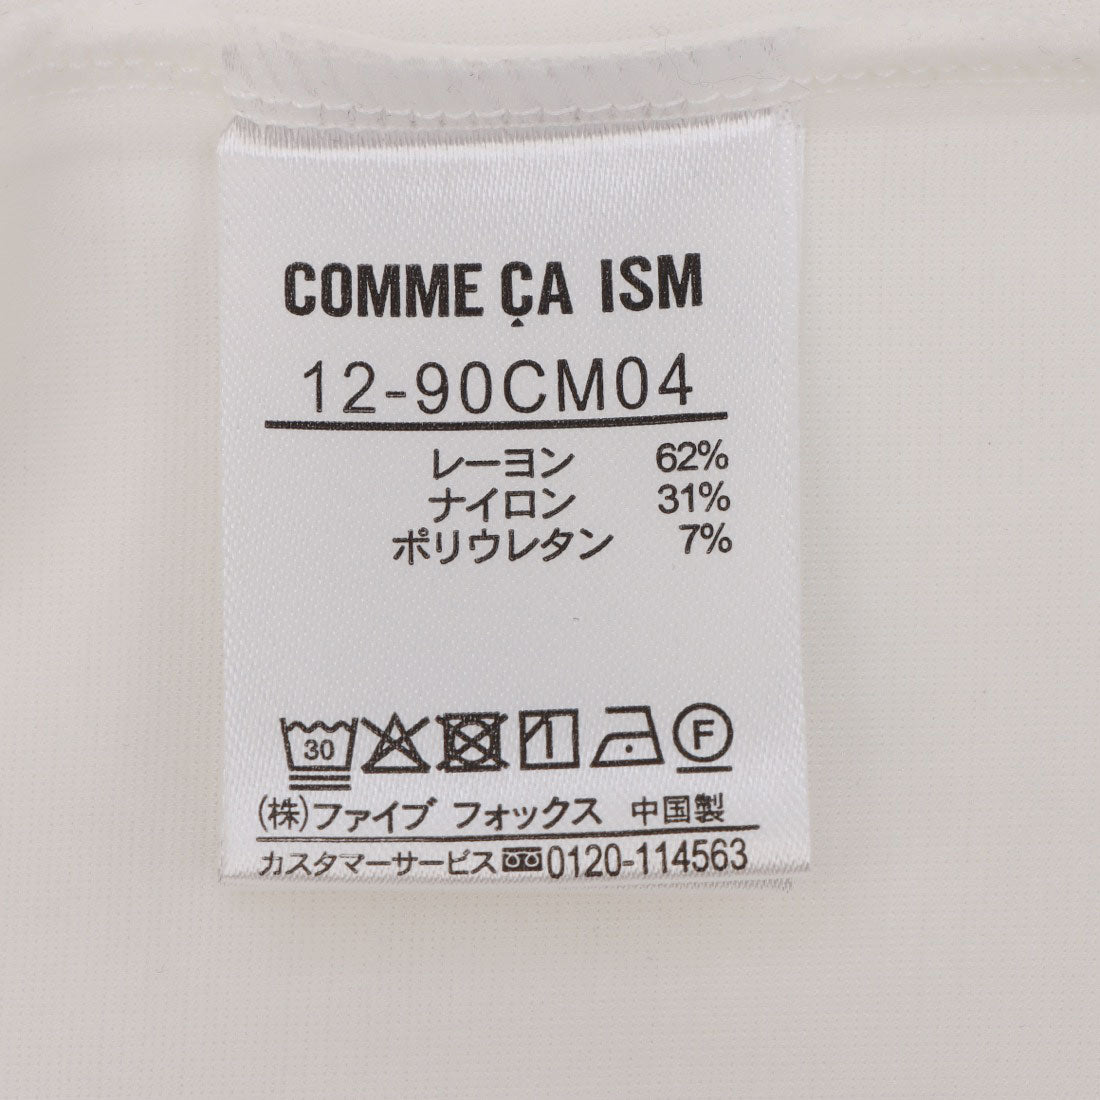 COMME ÇA ISM
12-90CM04
レーヨン 62%
ナイロン 31%
ポリウレタン 7%
30 F
(株)ファイブ フォックス 中国製
カスタマーサービス 0120-114563